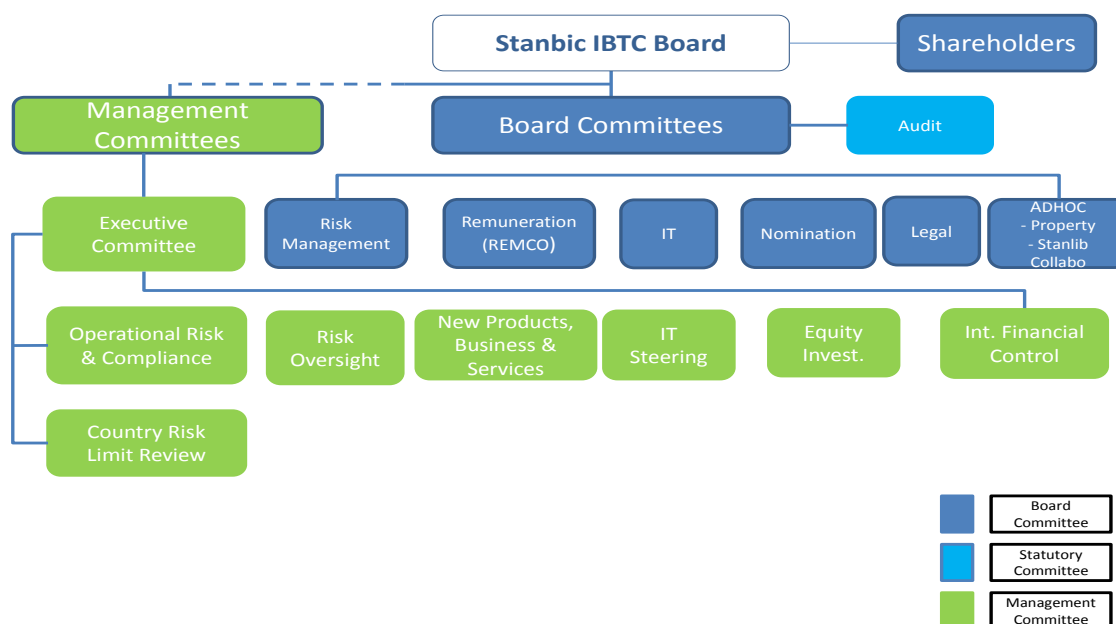 Stanbic IBTC Board
Shareholders
Management
Committees
Board Committees
Audit
Executive
Committee
Risk
Management
Remuneration
(REMCO)
IT
Nomination
Legal
ADHOC
- Property
- Stanlib
Collabo
Operational Risk
& Compliance
Risk
Oversight
New Products,
Business &
Services
IT
Steering
Equity
Invest.
Int. Financial
Control
Country Risk
Limit Review
Board
Committee
Statutory
Committee
Management
Committee